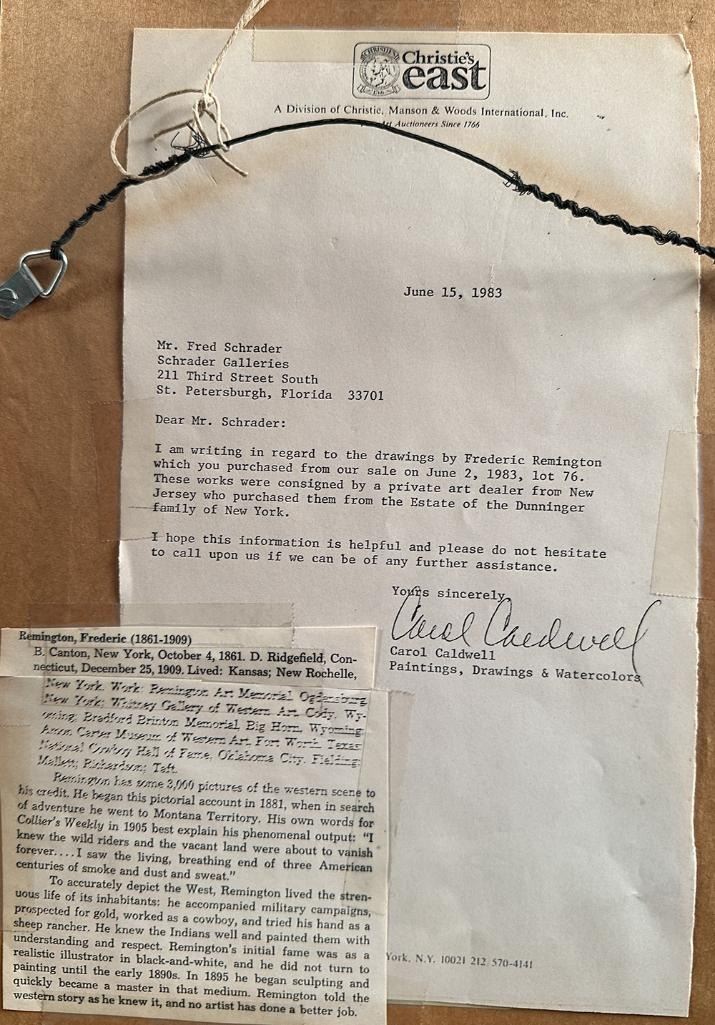 CHRISTIE'S
Christie's
east
A Division of Christie, Manson & Woods International, Inc.
Art Auctioneers Since 1766
June 15, 1983
Mr. Fred Schrader
Schrader Galleries
211 Third Street South
St. Petersburgh, Florida 33701
Dear Mr. Schrader:
I am writing in regard to the drawings by Frederic Remington
which you purchased from our sale on June 2, 1983, lot 76.
These works were consigned by a private art dealer from New
Jersey who purchased them from the Estate of the Dunninger
family of New York.
I hope this information is helpful and please do not hesitate
to call upon us if we can be of any further assistance.
Yours sincerely
Carol Caldwell
Carol Caldwell
Paintings, Drawings & Watercolors
York, N.Y. 10021 212 570-4141
Remington, Frederic (1861-1909)
B. Canton, New York, October 4, 1861. D. Ridgefield, Con-
necticut, December 25, 1909. Lived: Kansas; New Rochelle,
New York. Work: Remington Art Memorial, Ogdensburg,
New York; Whitney Gallery of Western Art, Cody, Wy-
oming; Bradford Brinton Memorial, Big Horn, Wyoming;
Amon Carter Museum of Western Art, Fort Worth, Texas;
National Cowboy Hall of Fame, Oklahoma City. Fielding;
Mallett; Richardson; Taft.
Remington has some 3,000 pictures of the western scene to
his credit. He began this pictorial account in 1881, when in search
of adventure he went to Montana Territory. His own words for
Collier's Weekly in 1905 best explain his phenomenal output: "I
knew the wild riders and the vacant land were about to vanish
forever....I saw the living, breathing end of three American
centuries of smoke and dust and sweat."
To accurately depict the West, Remington lived the stren-
uous life of its inhabitants: he accompanied military campaigns,
prospected for gold, worked as a cowboy, and tried his hand as a
sheep rancher. He knew the Indians well and painted them with
understanding and respect. Remington's initial fame was as a
realistic illustrator in black-and-white, and he did not turn to
painting until the early 1890s. In 1895 he began sculpting and
quickly became a master in that medium. Remington told the
western story as he knew it, and no artist has done a better job.